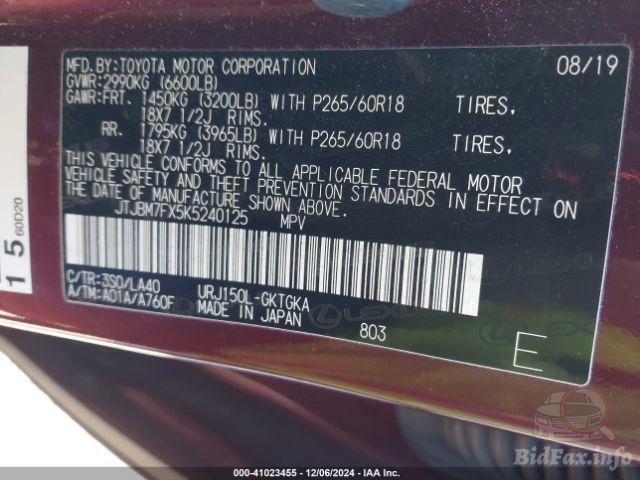 MFD.BY:TOYOTA MOTOR CORPORATION 08/19
GVWR:2990KG (6600LB)
GAWR:FRT. 1450KG (3200LB) WITH P265/60R18 TIRES,
18X7 1/2J RIMS.
RR. 1795KG (3965LB) WITH P265/60R18 TIRES,
18X7 1/2J RIMS.
THIS VEHICLE CONFORMS TO ALL APPLICABLE FEDERAL MOTOR
VEHICLE SAFETY AND THEFT PREVENTION STANDARDS IN EFFECT ON
THE DATE OF MANUFACTURE SHOWN ABOVE.
JTJBM7FX5K5240125 MPV
C/TR:3S0/LA40 URJ150L-GKTGKA
A/TM:A01A/A760F MADE IN JAPAN
803
E
LEXUS
15
60D20
BidFax.info
000-41023455 - 12/06/2024 - IAA Inc.